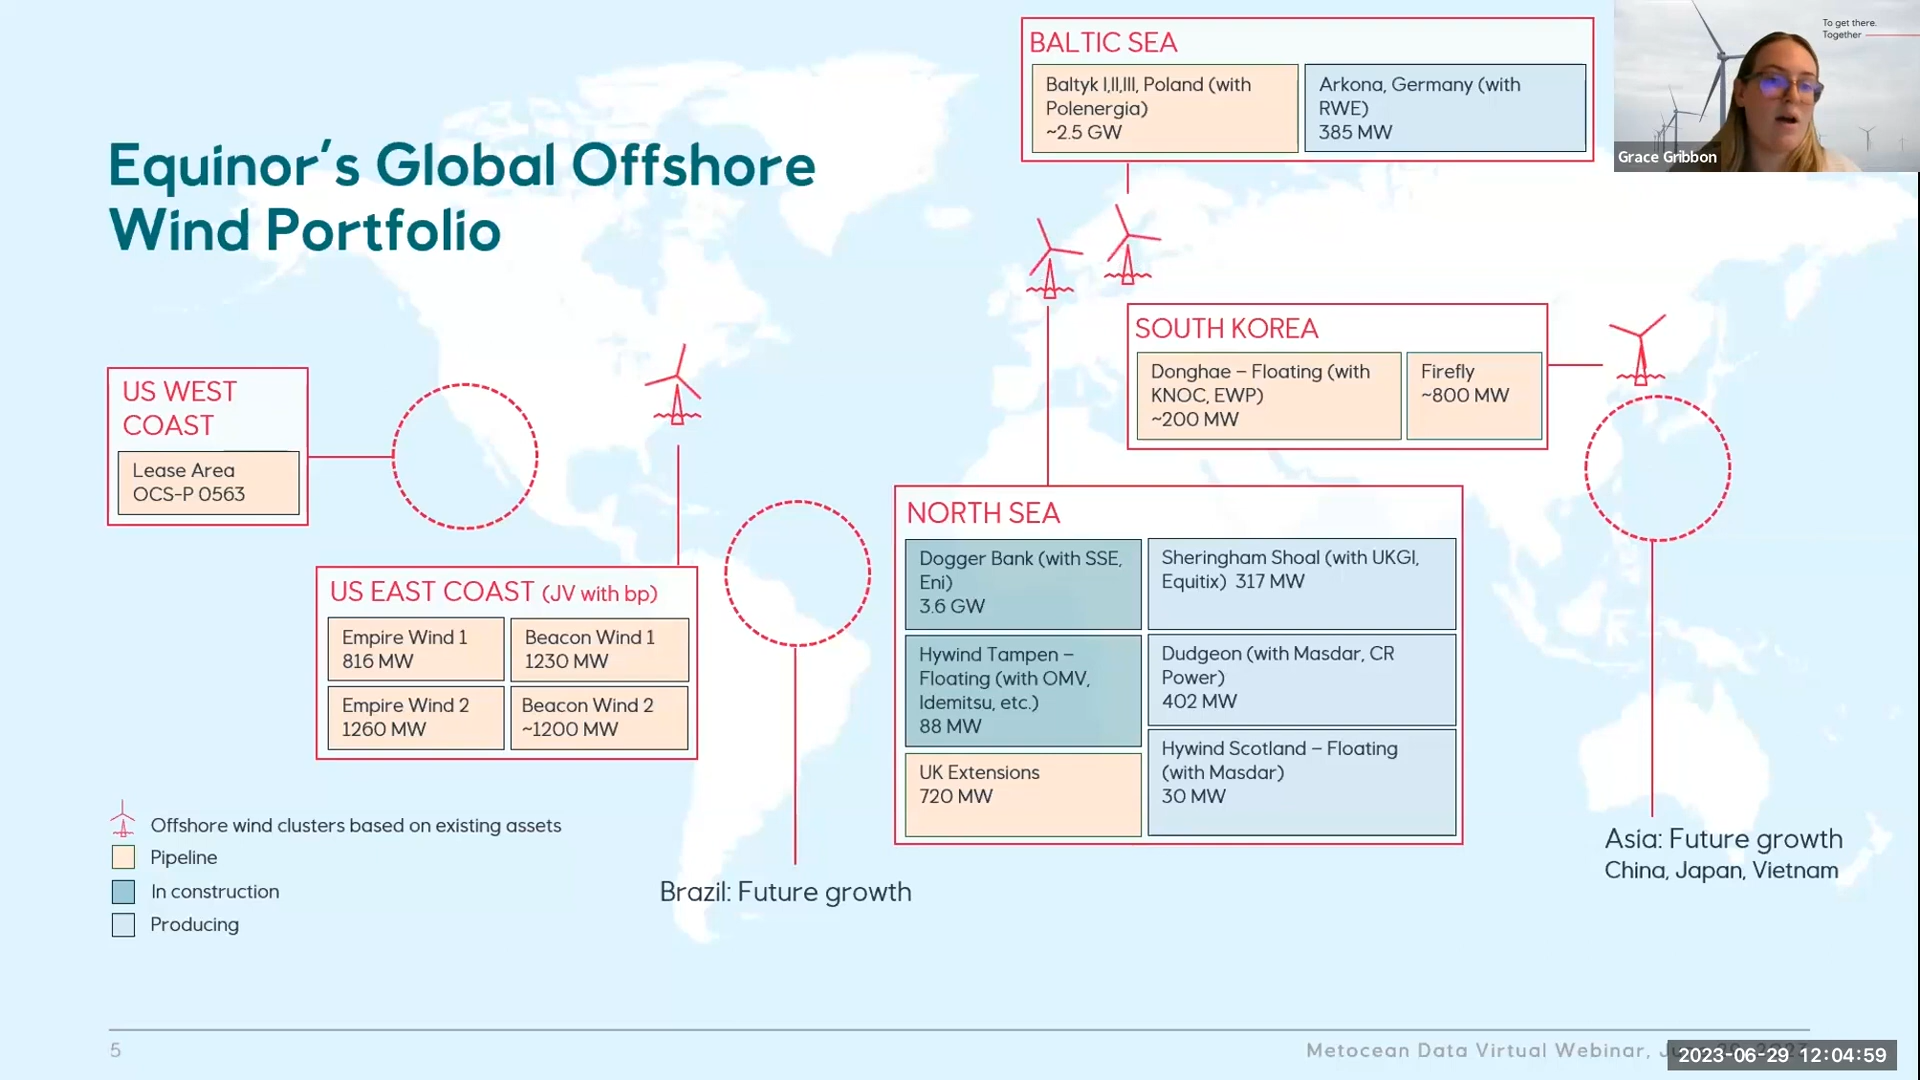 Equinor's Global Offshore
Wind Portfolio
BALTIC SEA
Baltyk I,II,III, Poland (with
Polenergia)
~2.5 GW
Arkona, Germany (with
RWE)
385 MW
To get there.
Together
Grace Gribbon
SOUTH KOREA
Donghae – Floating (with
KNOC, EWP)
~200 MW
Firefly
~800 MW
US WEST
COAST
Lease Area
OCS-P 0563
US EAST COAST (JV with bp)
Empire Wind 1
816 MW
Beacon Wind 1
1230 MW
Empire Wind 2
1260 MW
Beacon Wind 2
~1200 MW
NORTH SEA
Dogger Bank (with SSE,
Eni)
3.6 GW
Sheringham Shoal (with UKGI,
Equitix) 317 MW
Hywind Tampen –
Floating (with OMV,
Idemitsu, etc.)
88 MW
Dudgeon (with Masdar, CR
Power)
402 MW
UK Extensions
720 MW
Hywind Scotland – Floating
(with Masdar)
30 MW
Offshore wind clusters based on existing assets
Pipeline
In construction
Producing
Brazil: Future growth
Asia: Future growth
China, Japan, Vietnam
5
Metocean Data Virtual Webinar,
2023-06-29 12:04:59